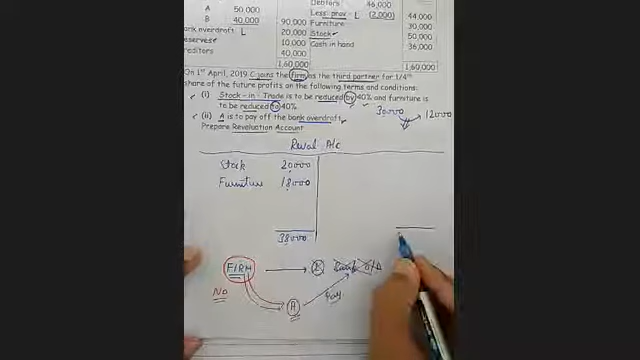 A 50,000
B 40,000 90,000
Bank overdraft L 20,000
Reserves 10,000
Creditors 40,000
1,60,000
Debtors 46,000
Less: prov - L (2,000) 44,000
Furniture 30,000
Stock 50,000
Cash in hand 36,000
1,60,000
On 1st April, 2019 C joins the firm as the third partner for 1/4th
share of the future profits on the following terms and conditions:
(i) Stock - in - Trade is to be reduced by 40% and furniture is
to be reduced to 40%
30000 → 12000
(ii) A is to pay off the bank overdraft
Prepare Revaluation Account
Reval A/c
Stock 20000
Furniture 18000
38000
FIRM → L Bank O/D
NO
A Pay